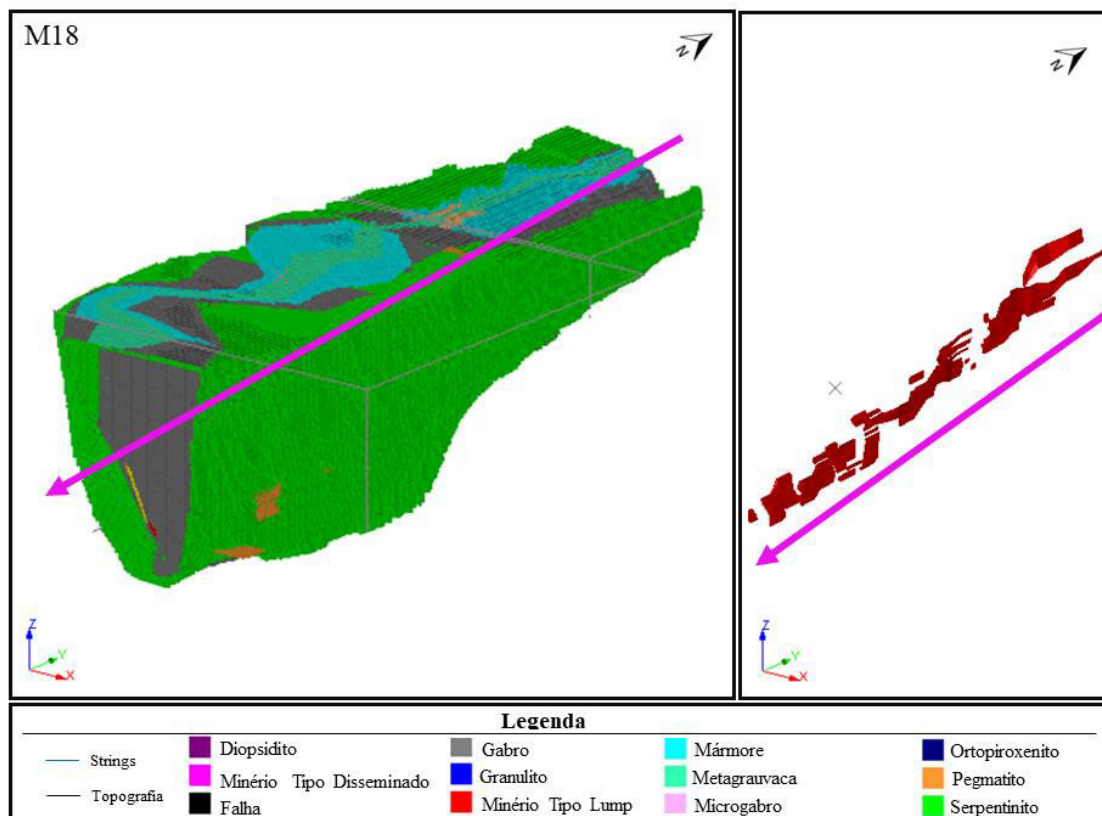 M18
N
N
Z
Y
X
Z
Y
X
Legenda
Strings
Topografía
Diopsidito
Minério Tipo Disseminado
Falha
Gabro
Granulito
Minério Tipo Lump
Mármore
Metagrauvaca
Microgabro
Ortopiroxenito
Pegmatito
Serpentinito